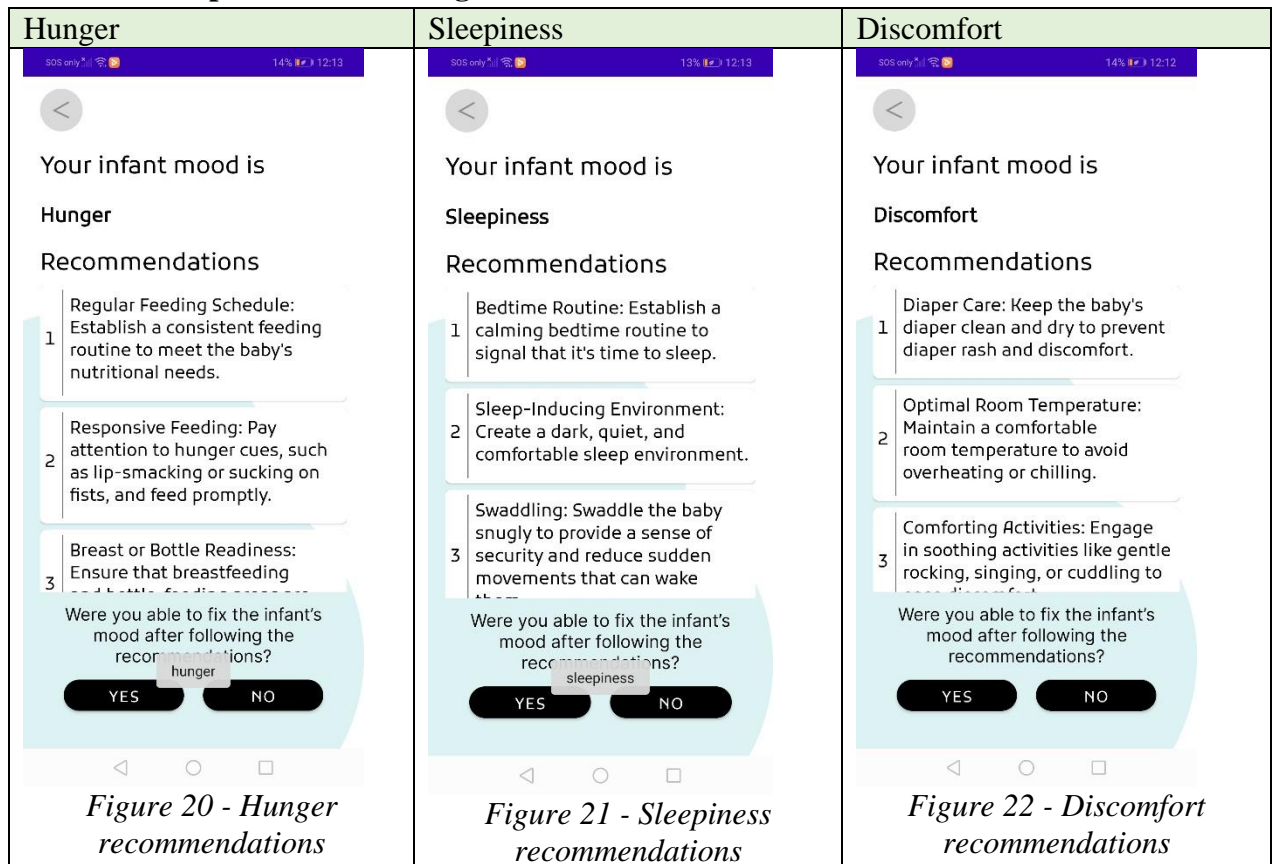 Hunger
Sleepiness
Discomfort
SOS only
14%
12:13
<
Your infant mood is
Hunger
Recommendations
1
Regular Feeding Schedule:
Establish a consistent feeding
routine to meet the baby's
nutritional needs.
2
Responsive Feeding: Pay
attention to hunger cues, such
as lip-smacking or sucking on
fists, and feed promptly.
3
Breast or Bottle Readiness:
Ensure that breastfeeding
Were you able to fix the infant's
mood after following the
recommendations?
hunger
YES
NO
Figure 20 - Hunger
recommendations
SOS only
13%
12:13
<
Your infant mood is
Sleepiness
Recommendations
1
Bedtime Routine: Establish a
calming bedtime routine to
signal that it's time to sleep.
2
Sleep-Inducing Environment:
Create a dark, quiet, and
comfortable sleep environment.
3
Swaddling: Swaddle the baby
snugly to provide a sense of
security and reduce sudden
movements that can wake
Were you able to fix the infant's
mood after following the
recommendations?
sleepiness
YES
NO
Figure 21 - Sleepiness
recommendations
SOS only
14%
12:12
<
Your infant mood is
Discomfort
Recommendations
1
Diaper Care: Keep the baby's
diaper clean and dry to prevent
diaper rash and discomfort.
2
Optimal Room Temperature:
Maintain a comfortable
room temperature to avoid
overheating or chilling.
3
Comforting Activities: Engage
in soothing activities like gentle
rocking, singing, or cuddling to
Were you able to fix the infant's
mood after following the
recommendations?
YES
NO
Figure 22 - Discomfort
recommendations